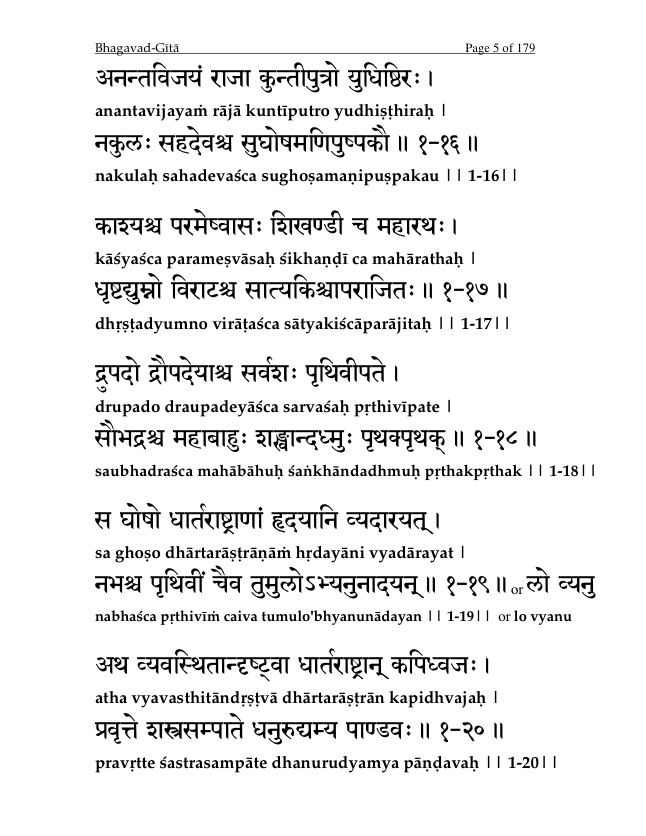 Bhagavad-Gītā Page 5 of 179
अनन्तविजयं राजा कुन्तीपुत्रो युधिष्ठिरः।
anantavijayaṁ rājā kuntīputro yudhiṣṭhiraḥ |
नकुलः सहदेवश्च सुघोषमणिपुष्पकौ॥ १-१६॥
nakulaḥ sahadevaśca sughoṣamaṇipuṣpakau || 1-16||
काश्यश्च परमेष्वासः शिखण्डी च महारथः।
kāśyaśca parameṣvāsaḥ śikhaṇḍī ca mahārathaḥ |
धृष्टद्युम्नो विराटश्च सात्यकिश्चापराजितः॥ १-१७॥
dhṛṣṭadyumno virāṭaśca sātyakiścāparājitaḥ || 1-17||
द्रुपदो द्रौपदेयाश्च सर्वशः पृथिवीपते।
drupado draupadeyāśca sarvaśaḥ pṛthivīpate |
सौभद्रश्च महाबाहुः शङ्खान्दध्मुः पृथक्पृथक्॥ १-१८॥
saubhadraśca mahābāhuḥ śaṅkhāndadhmuḥ pṛthakpṛthak || 1-18||
स घोषो धार्तराष्ट्राणां हृदयानि व्यदारयत्।
sa ghoṣo dhārtarāṣṭrāṇāṁ hṛdayāni vyadārayat |
नभश्च पृथिवीं चैव तुमुलोऽभ्यनुनादयन्॥ १-१९॥ or लो व्यनु
nabhaśca pṛthivīṁ caiva tumulo'bhyanunādayan || 1-19|| or lo vyanu
अथ व्यवस्थितान्दृष्ट्वा धार्तराष्ट्रान् कपिध्वजः।
atha vyavasthitāndṛṣṭvā dhārtarāṣṭrān kapidhvajaḥ |
प्रवृत्ते शस्त्रसम्पाते धनुरुद्यम्य पाण्डवः॥ १-२०॥
pravṛtte śastrasampāte dhanurudyamya pāṇḍavaḥ || 1-20||